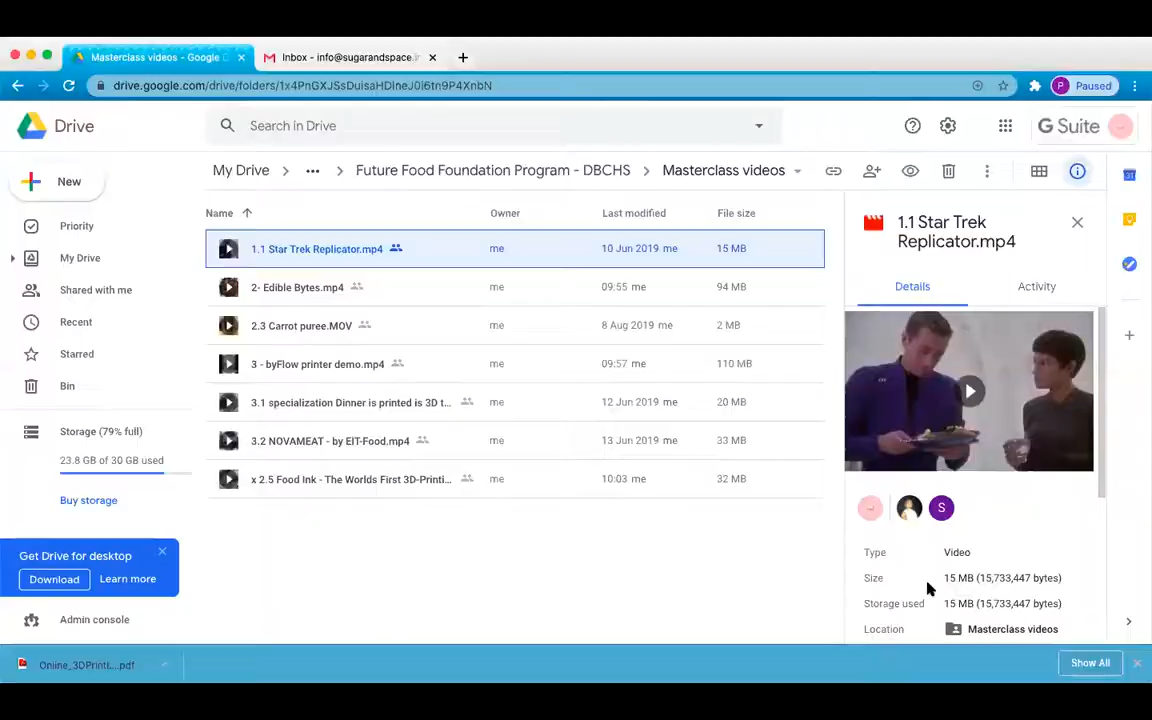 Masterclass videos - Google D
Inbox - info@sugarandspace.i
drive.google.com/drive/folders/1x4PnGXJSsDuisaHDIneJ0i6tn9P4XnbN
P Paused
Drive
Search in Drive
G Suite
New
My Drive ... Future Food Foundation Program - DBCHS Masterclass videos
Priority
My Drive
Shared with me
Recent
Starred
Bin
Storage (79% full)
23.8 GB of 30 GB used
Buy storage
Get Drive for desktop
Download Learn more
Admin console
Name Owner Last modified File size
1.1 Star Trek Replicator.mp4 me 10 Jun 2019 me 15 MB
2- Edible Bytes.mp4 me 09:55 me 94 MB
2.3 Carrot puree.MOV me 8 Aug 2019 me 2 MB
3 - byFlow printer demo.mp4 me 09:57 me 110 MB
3.1 specialization Dinner is printed is 3D t... me 12 Jun 2019 me 20 MB
3.2 NOVAMEAT - by EIT-Food.mp4 me 13 Jun 2019 me 33 MB
x 2.5 Food Ink - The Worlds First 3D-Printi... me 10:03 me 32 MB
1.1 Star Trek
Replicator.mp4
Details Activity
S
Type Video
Size 15 MB (15,733,447 bytes)
Storage used 15 MB (15,733,447 bytes)
Location Masterclass videos
Online_3DPrinti....pdf
Show All